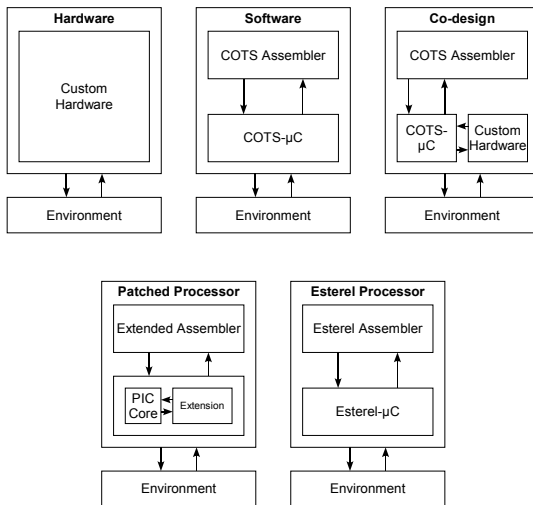 Hardware
Custom
Hardware
Environment
Software
COTS Assembler
COTS-μC
Environment
Co-design
COTS Assembler
COTS-
μC
Custom
Hardware
Environment
Patched Processor
Extended Assembler
PIC
Core
Extension
Environment
Esterel Processor
Esterel Assembler
Esterel-μC
Environment